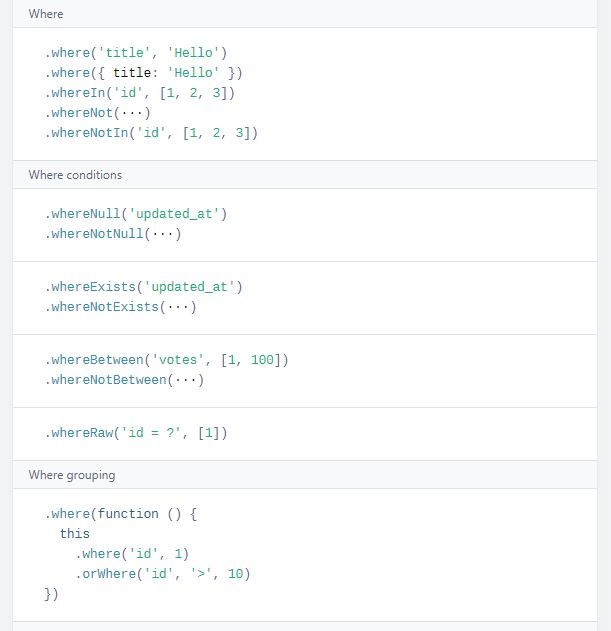 Where
.where('title', 'Hello')
.where({ title: 'Hello' })
.whereIn('id', [1, 2, 3])
.whereNot(···)
.whereNotIn('id', [1, 2, 3])
Where conditions
.whereNull('updated_at')
.whereNotNull(···)
.whereExists('updated_at')
.whereNotExists(···)
.whereBetween('votes', [1, 100])
.whereNotBetween(···)
.whereRaw('id = ?', [1])
Where grouping
.where(function () {
  this
    .where('id', 1)
    .orWhere('id', '>', 10)
})